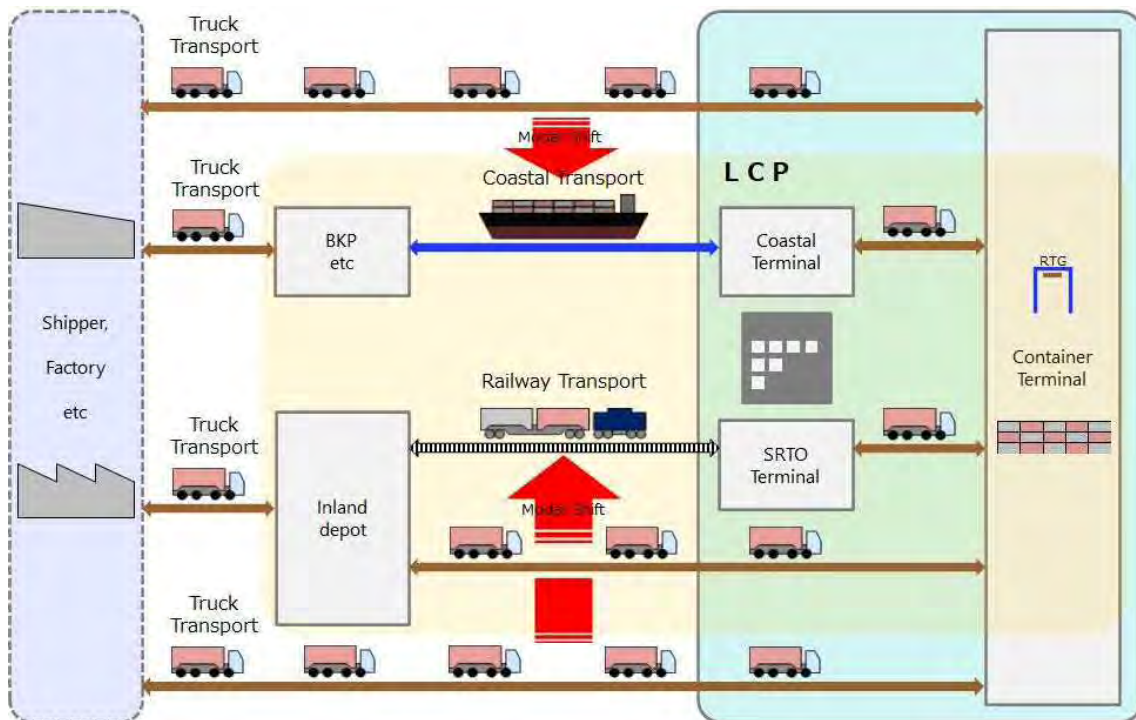 Truck
Transport
Modal Shift
Truck
Transport
Coastal Transport
L C P
BKP
etc
Coastal
Terminal
RTG
Shipper,
Factory
etc
Container
Terminal
Railway Transport
Truck
Transport
SRTO
Terminal
Inland
depot
Modal Shift
Truck
Transport